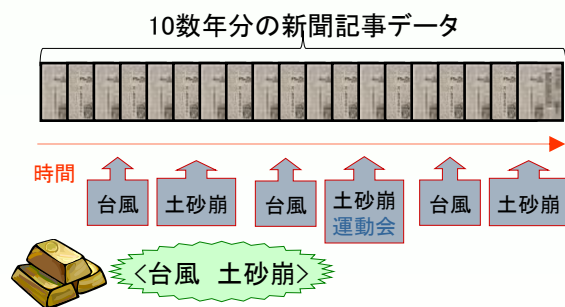 10数年分の新聞記事データ
時間
台風
土砂崩
台風
土砂崩
運動会
台風
土砂崩
<台風 土砂崩>